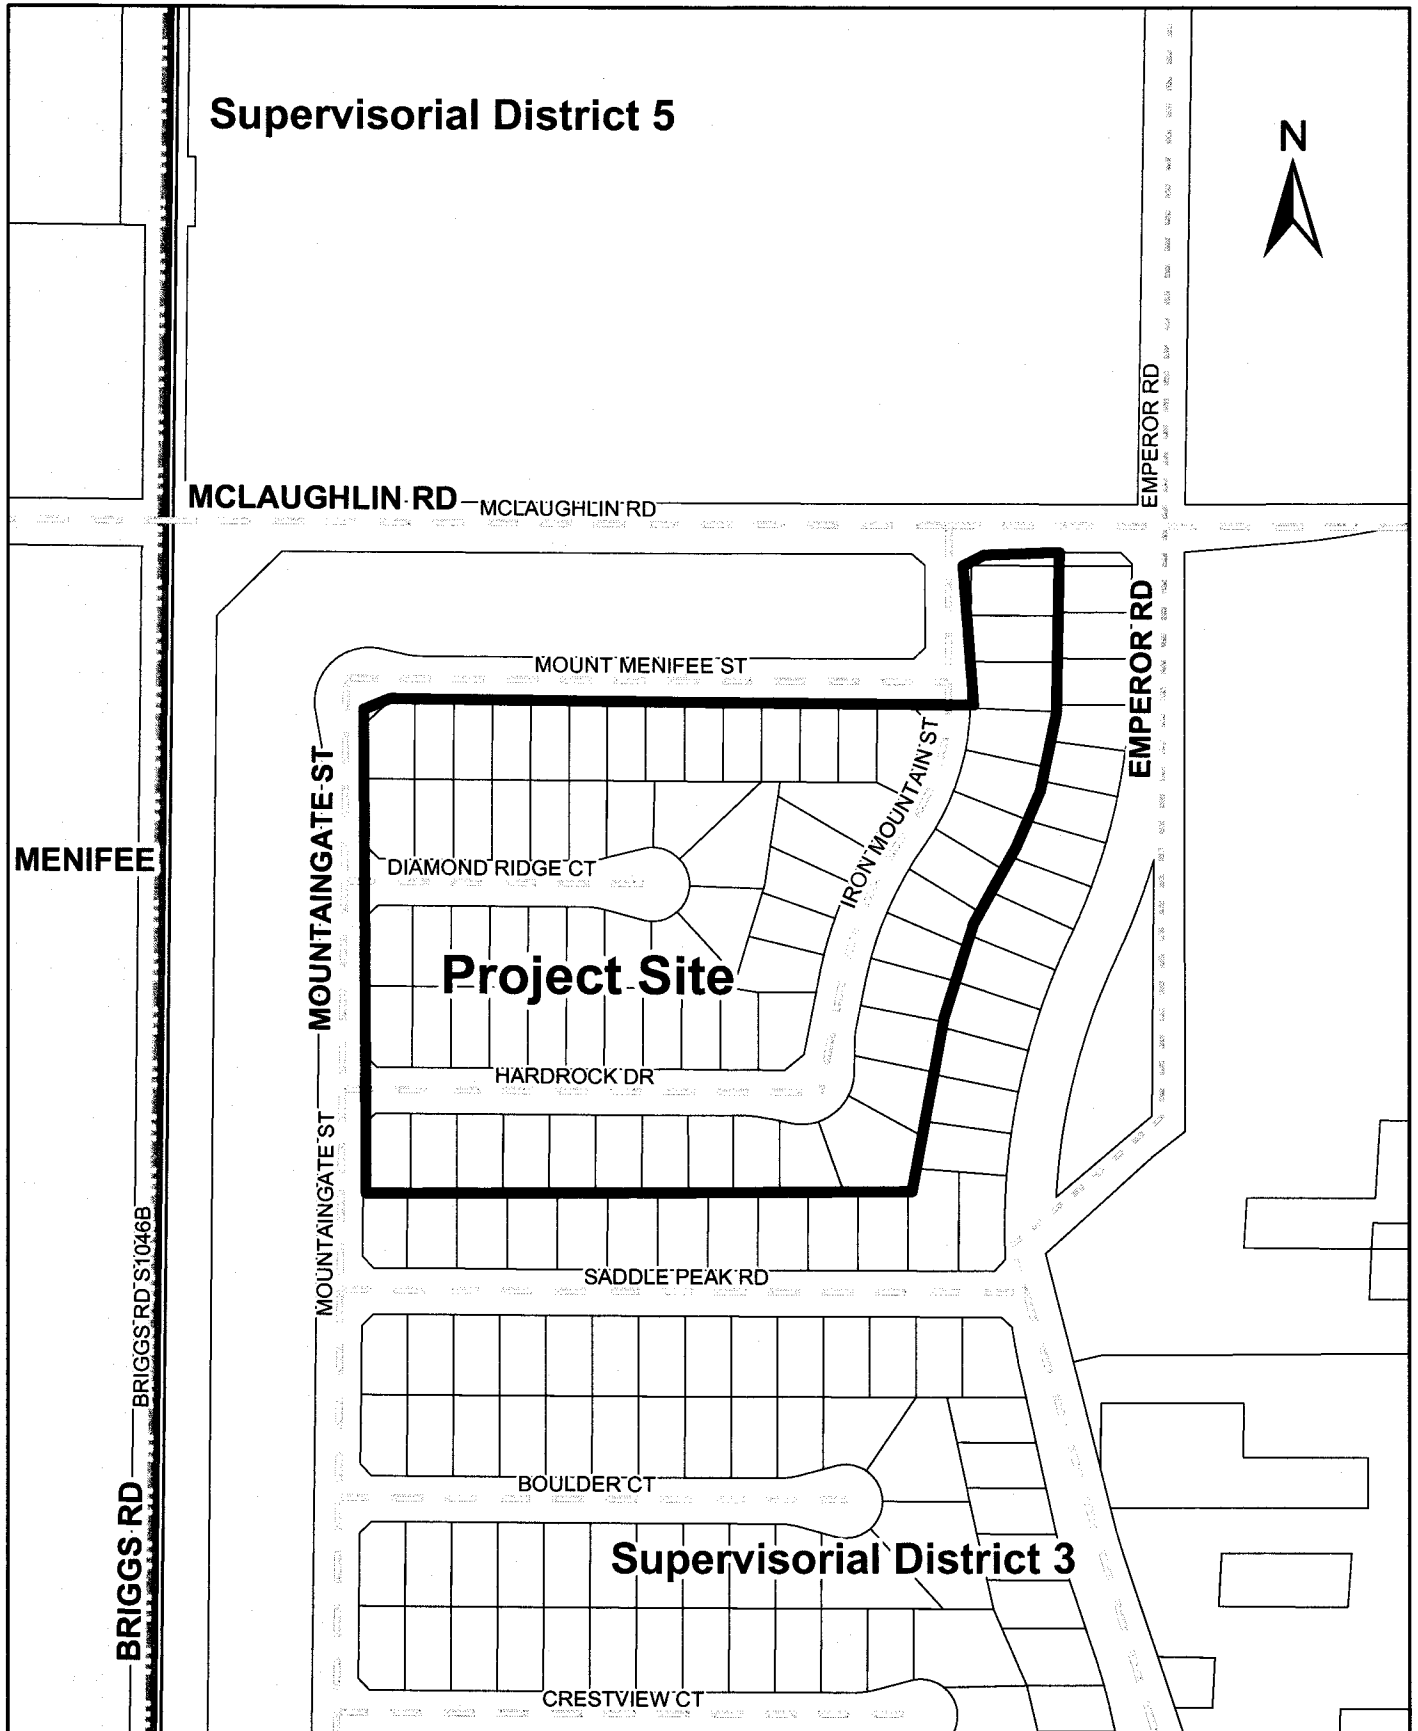 Supervisorial District 5
N
EMPEROR RD
MCLAUGHLIN RD
MCLAUGHLIN RD
EMPEROR RD
MOUNT MENIFEE ST
IRON MOUNTAIN ST
MOUNTAINGATE ST
MENIFEE
DIAMOND RIDGE CT
Project Site
HARDROCK DR
MOUNTAINGATE ST
BRIGGS RD S1046B
SADDLE PEAK RD
BOULDER CT
BRIGGS RD
Supervisorial District 3
CRESTVIEW CT